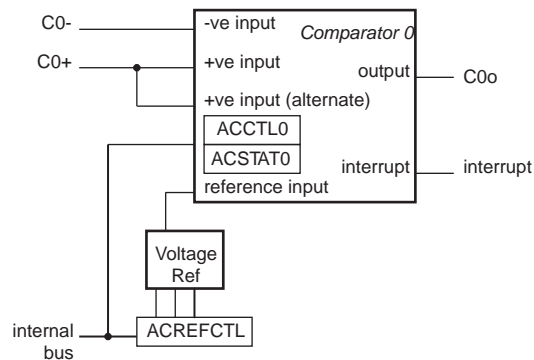 C0-
-ve input
Comparator 0
C0+
+ve input
output
C0o
+ve input (alternate)
ACCTL0
ACSTAT0
interrupt
interrupt
reference input
Voltage
Ref
internal
bus
ACREFCTL